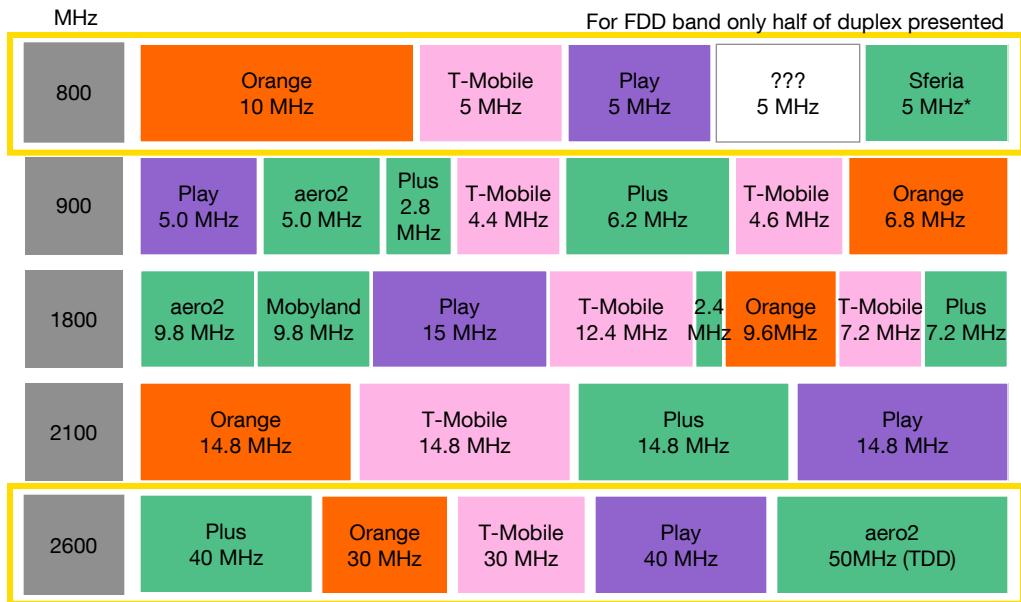 MHz
For FDD band only half of duplex presented
800
Orange
10 MHz
T-Mobile
5 MHz
Play
5 MHz
???
5 MHz
Sferia
5 MHz*
900
Play
5.0 MHz
aero2
5.0 MHz
Plus
2.8
MHz
T-Mobile
4.4 MHz
Plus
6.2 MHz
T-Mobile
4.6 MHz
Orange
6.8 MHz
1800
aero2
9.8 MHz
Mobyland
9.8 MHz
Play
15 MHz
T-Mobile
12.4 MHz
2.4
MHz
Orange
9.6MHz
T-Mobile
7.2 MHz
Plus
7.2 MHz
2100
Orange
14.8 MHz
T-Mobile
14.8 MHz
Plus
14.8 MHz
Play
14.8 MHz
2600
Plus
40 MHz
Orange
30 MHz
T-Mobile
30 MHz
Play
40 MHz
aero2
50MHz (TDD)